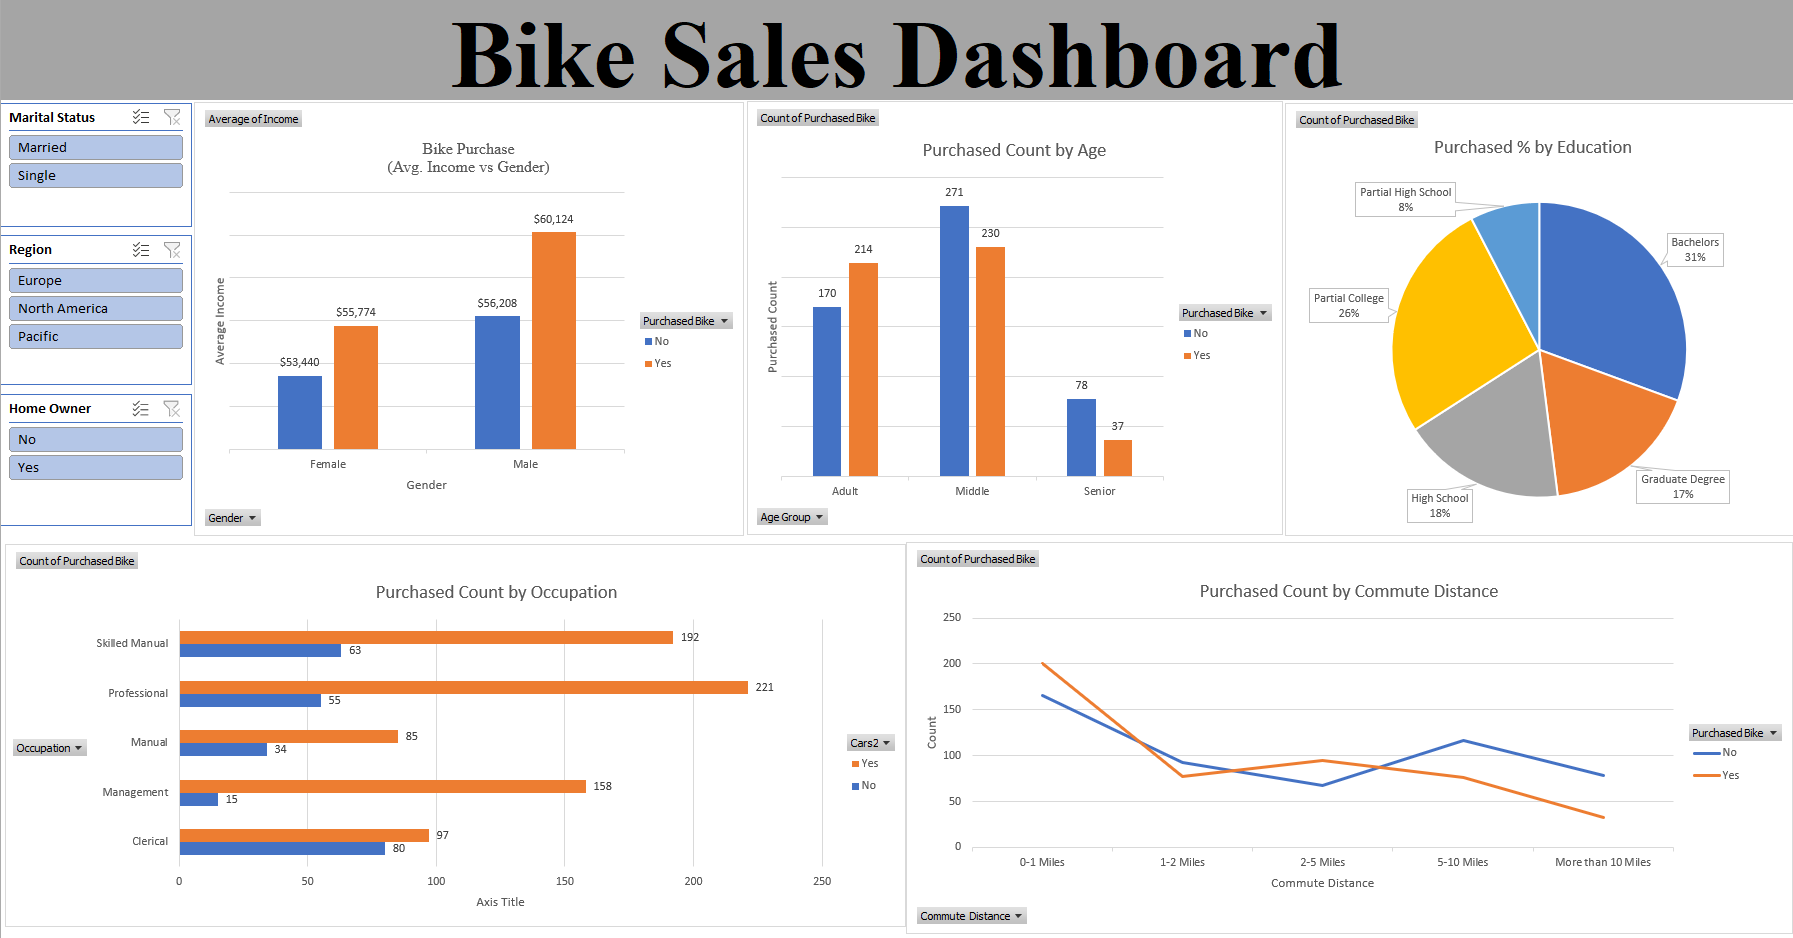 Bike Sales Dashboard
Marital Status
Married
Single
Region
Europe
North America
Pacific
Home Owner
No
Yes
Average of Income
Bike Purchase
(Avg. Income vs Gender)
$60,124
$55,774
$56,208
$53,440
Average Income
Female
Male
Gender
Purchased Bike
No
Yes
Gender
Count of Purchased Bike
Purchased Count by Age
271
230
214
170
78
37
Purchased Count
Adult
Middle
Senior
Purchased Bike
No
Yes
Age Group
Count of Purchased Bike
Purchased % by Education
Partial High School
8%
Bachelors
31%
Partial College
26%
Graduate Degree
17%
High School
18%
Count of Purchased Bike
Purchased Count by Occupation
Skilled Manual
192
63
Professional
221
55
Manual
85
34
Management
158
15
Clerical
97
80
0
50
100
150
200
250
Axis Title
Occupation
Cars2
Yes
No
Count of Purchased Bike
Purchased Count by Commute Distance
250
200
150
100
50
0
Count
0-1 Miles
1-2 Miles
2-5 Miles
5-10 Miles
More than 10 Miles
Commute Distance
Purchased Bike
No
Yes
Commute Distance